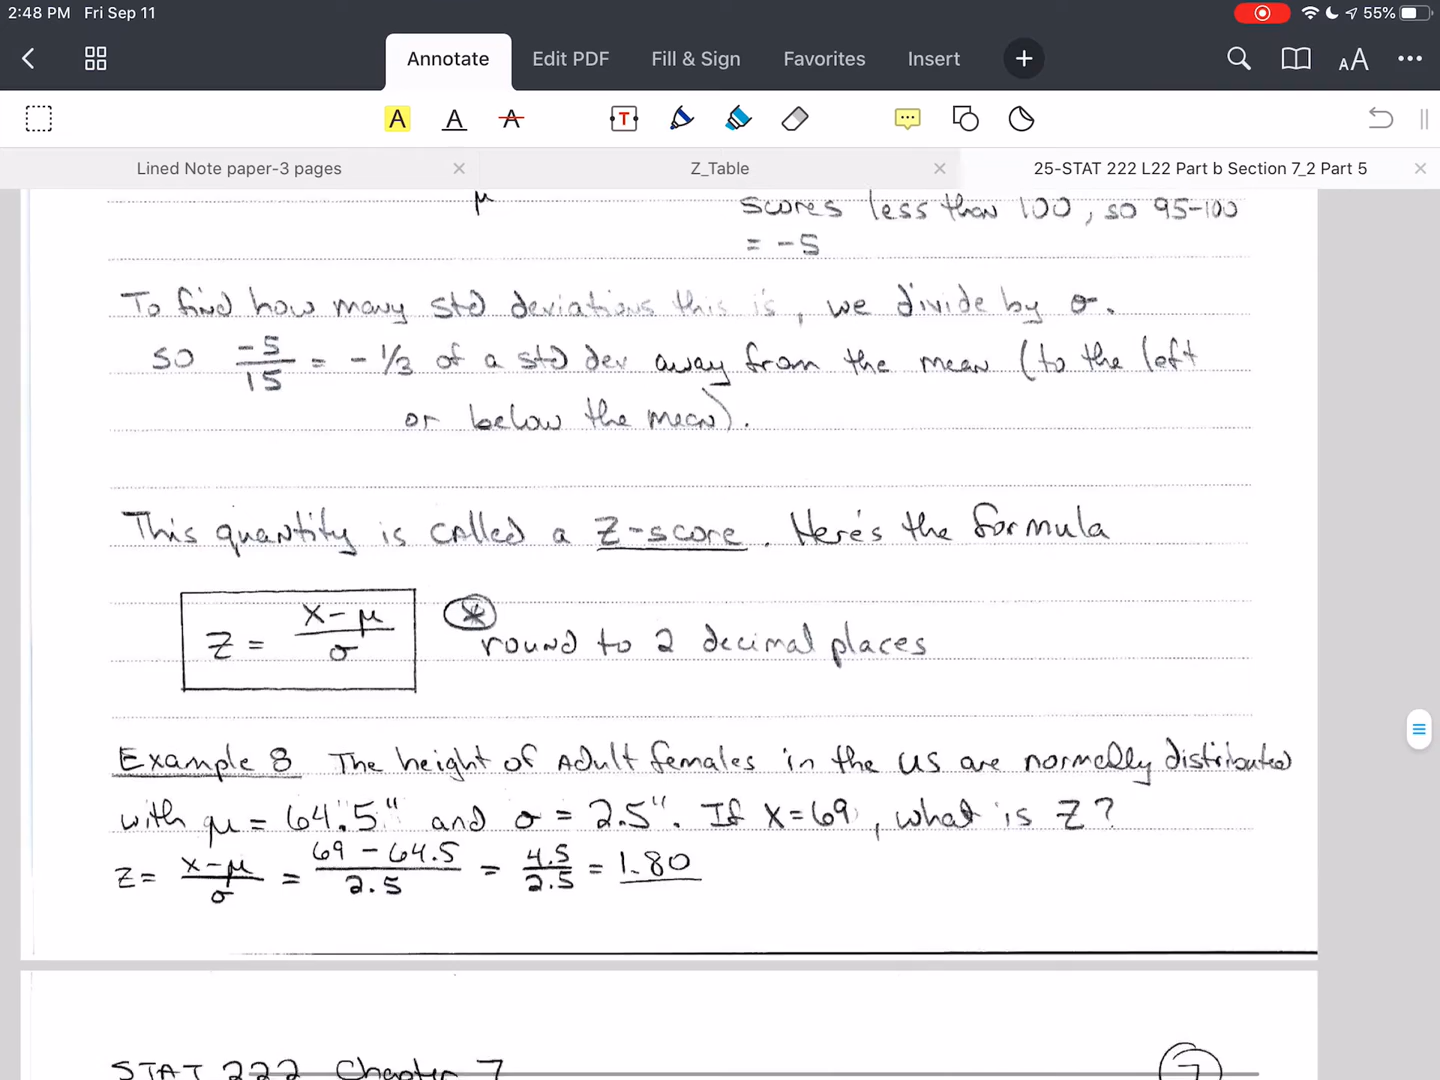 2:48 PM Fri Sep 11
55%
Annotate Edit PDF Fill & Sign Favorites Insert
AA
A A A T
Lined Note paper-3 pages Z_Table 25-STAT 222 L22 Part b Section 7_2 Part 5
μ
scores less than 100, so 95-100
= -5
To find how many std deviations this is, we divide by σ.
so -5/15 = -1/3 of a std dev away from the mean (to the left
or below the mean).
This quantity is called a Z-score. Here's the formula
Z = (X-μ)/σ * round to 2 decimal places
Example 8 The height of Adult females in the US are normally distributed
with μ = 64.5" and σ = 2.5". If X=69, what is Z?
Z = (X-μ)/σ = (69 - 64.5)/2.5 = 4.5/2.5 = 1.80
STAT 222 Chapter 7 7